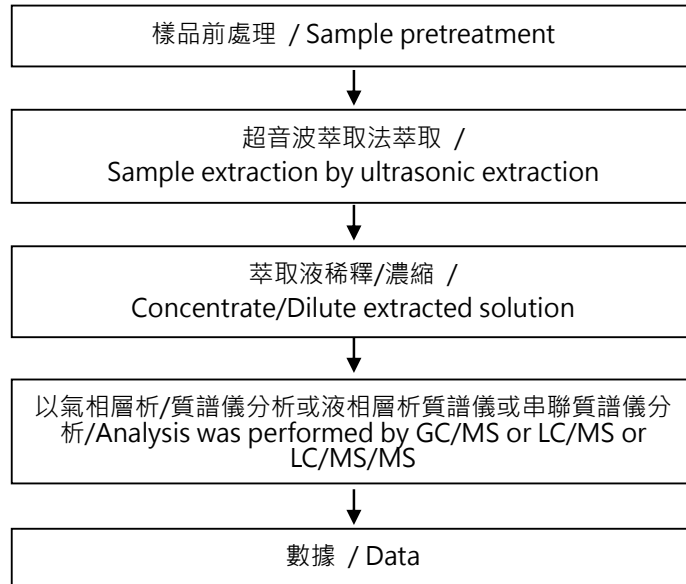 樣品前處理 / Sample pretreatment
超音波萃取法萃取 /
Sample extraction by ultrasonic extraction
萃取液稀釋/濃縮 /
Concentrate/Dilute extracted solution
以氣相層析/質譜儀分析或液相層析質譜儀或串聯質譜儀分
析/Analysis was performed by GC/MS or LC/MS or
LC/MS/MS
數據 / Data